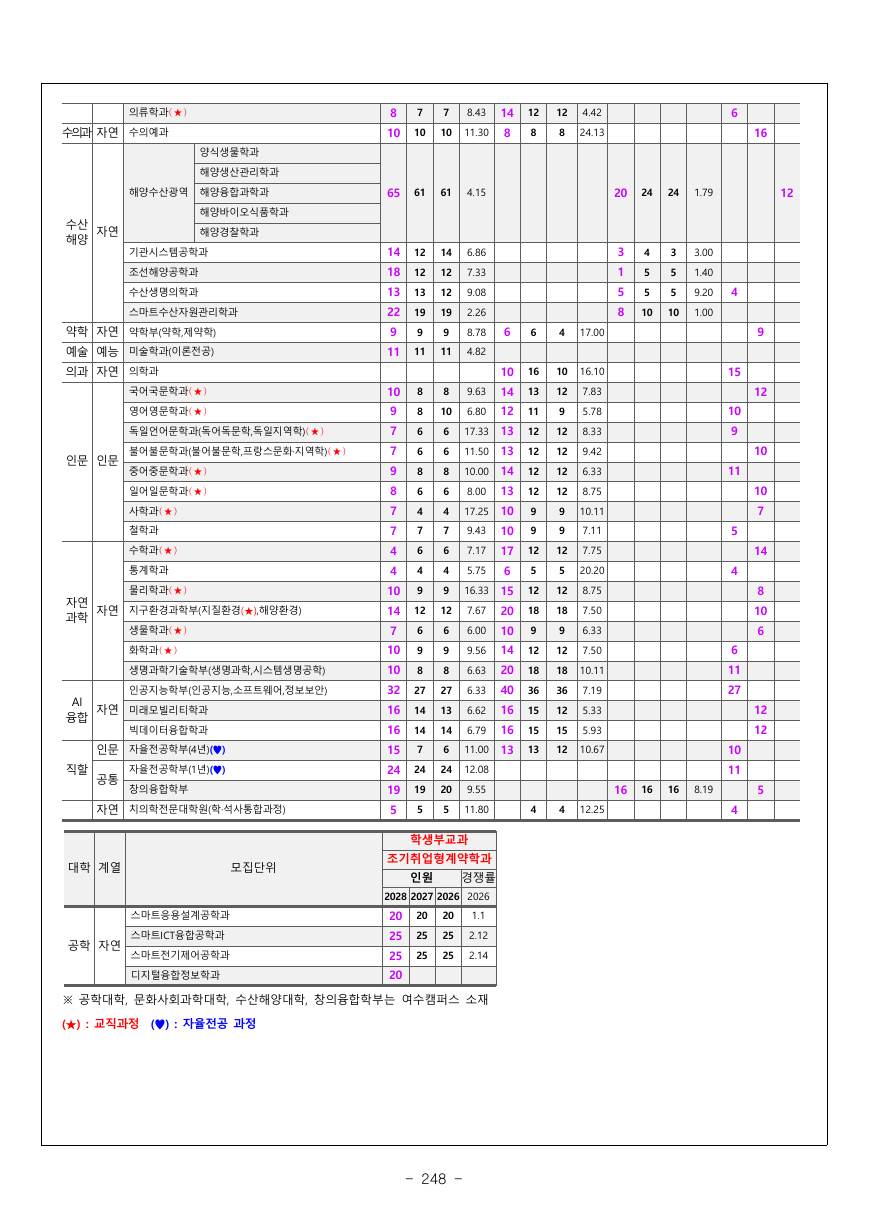 의류학과(★) 8 7 7 8.43 14 12 12 4.42 6
수의과 자연 수의예과 10 10 10 11.30 8 8 8 24.13 16
수산해양 자연 해양수산광역 양식생물학과 65 61 61 4.15 20 24 24 1.79 12
해양생산관리학과
해양융합과학과
해양바이오식품학과
해양경찰학과
기관시스템공학과 14 12 14 6.86 3 4 3 3.00
조선해양공학과 18 12 12 7.33 1 5 5 1.40
수산생명의학과 13 13 12 9.08 5 5 5 9.20 4
스마트수산자원관리학과 22 19 19 2.26 8 10 10 1.00
약학 자연 약학부(약학,제약학) 9 9 9 8.78 6 6 4 17.00 9
예술 예능 미술학과(이론전공) 11 11 11 4.82
의과 자연 의학과 10 16 10 16.10 15
인문 인문 국어국문학과(★) 10 8 8 9.63 14 13 12 7.83 12
영어영문학과(★) 9 8 10 6.80 12 11 9 5.78 10
독일언어문학과(독어독문학,독일지역학)(★) 7 6 6 17.33 13 12 12 8.33 9
불어불문학과(불어불문학,프랑스문화·지역학)(★) 7 6 6 11.50 13 12 12 9.42 10
중어중문학과(★) 9 8 8 10.00 14 12 12 6.33 11
일어일문학과(★) 8 6 6 8.00 13 12 12 8.75 10
사학과(★) 7 4 4 17.25 10 9 9 10.11 7
철학과 7 7 7 9.43 10 9 9 7.11 5
자연과학 자연 수학과(★) 4 6 6 7.17 17 12 12 7.75 14
통계학과 4 4 4 5.75 6 5 5 20.20 4
물리학과(★) 10 9 9 16.33 15 12 12 8.75 8
지구환경과학부(지질환경(★),해양환경) 14 12 12 7.67 20 18 18 7.50 10
생물학과(★) 7 6 6 6.00 10 9 9 6.33 6
화학과(★) 10 9 9 9.56 14 12 12 7.50 6
생명과학기술학부(생명과학,시스템생명공학) 10 8 8 6.63 20 18 18 10.11 11
AI융합 자연 인공지능학부(인공지능,소프트웨어,정보보안) 32 27 27 6.33 40 36 36 7.19 27
미래모빌리티학과 16 14 13 6.62 16 15 12 5.33 12
빅데이터융합학과 16 14 14 6.79 16 15 15 5.93 12
직할 인문 자율전공학부(4년)(♥) 15 7 6 11.00 13 13 12 10.67 10
공통 자율전공학부(1년)(♥) 24 24 24 12.08 11
창의융합학부 19 19 20 9.55 16 16 16 8.19 5
자연 치의학전문대학원(학·석사통합과정) 5 5 5 11.80 4 4 12.25 4
대학 계열 모집단위 학생부교과
조기취업형계약학과
인원 경쟁률
2028 2027 2026 2026
공학 자연 스마트응용설계공학과 20 20 20 1.1
스마트ICT융합공학과 25 25 25 2.12
스마트전기제어공학과 25 25 25 2.14
디지털융합정보학과 20
※ 공학대학, 문화사회과학대학, 수산해양대학, 창의융합학부는 여수캠퍼스 소재
(★) : 교직과정 (♥) : 자율전공 과정
- 248 -